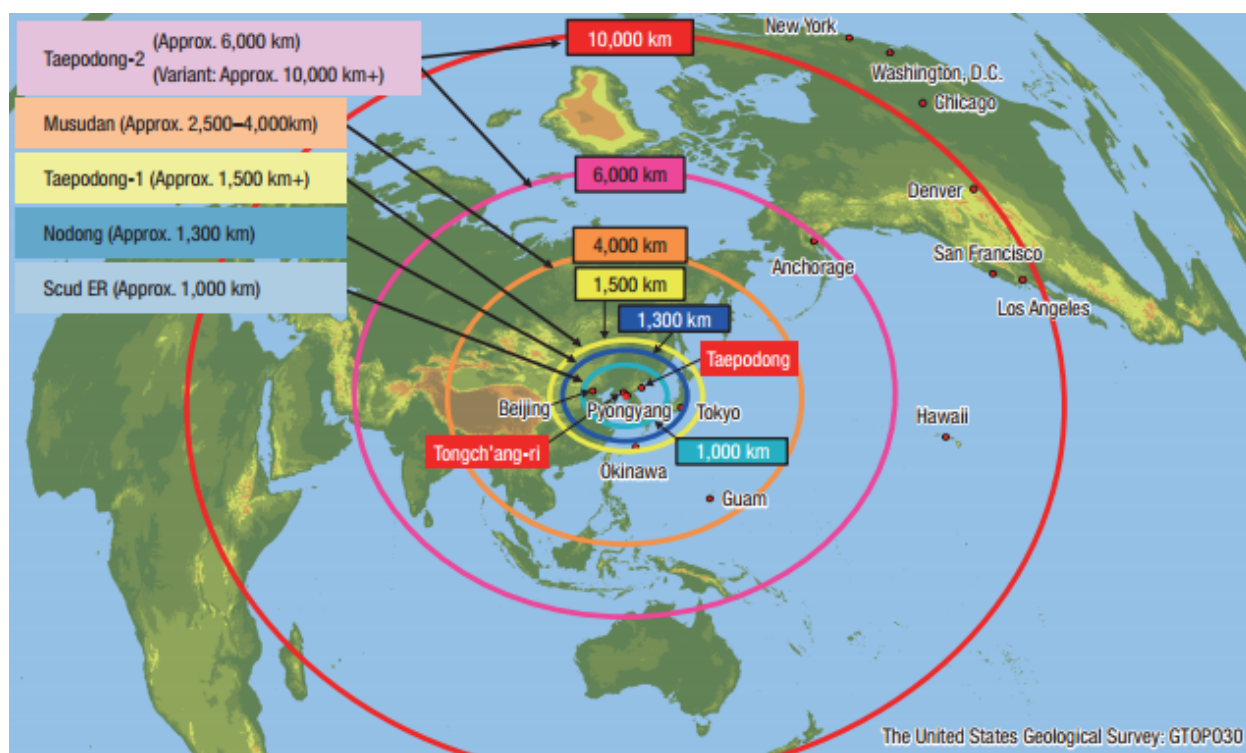 Taepodong-2
(Approx. 6,000 km)
(Variant: Approx. 10,000 km+)
Musudan (Approx. 2,500–4,000km)
Taepodong-1 (Approx. 1,500 km+)
Nodong (Approx. 1,300 km)
Scud ER (Approx. 1,000 km)
10,000 km
New York
Washington, D.C.
Chicago
6,000 km
Denver
4,000 km
Anchorage
San Francisco
1,500 km
Los Angeles
1,300 km
Taepodong
Beijing
Pyongyang
Tokyo
Hawaii
Tongch'ang-ri
1,000 km
Okinawa
Guam
The United States Geological Survey: GTOPO30